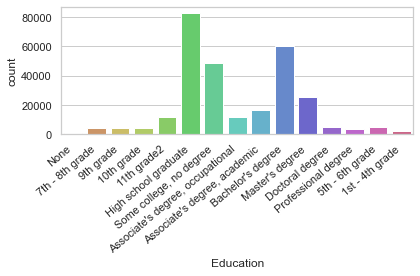 80000
60000
40000
20000
0
count
None
7th - 8th grade
9th grade
10th grade
11th grade2
High school graduate
Some college, no degree
Associate's degree, occupational
Associate's degree, academic
Bachelor's degree
Master's degree
Doctoral degree
Professional degree
5th - 6th grade
1st - 4th grade
Education